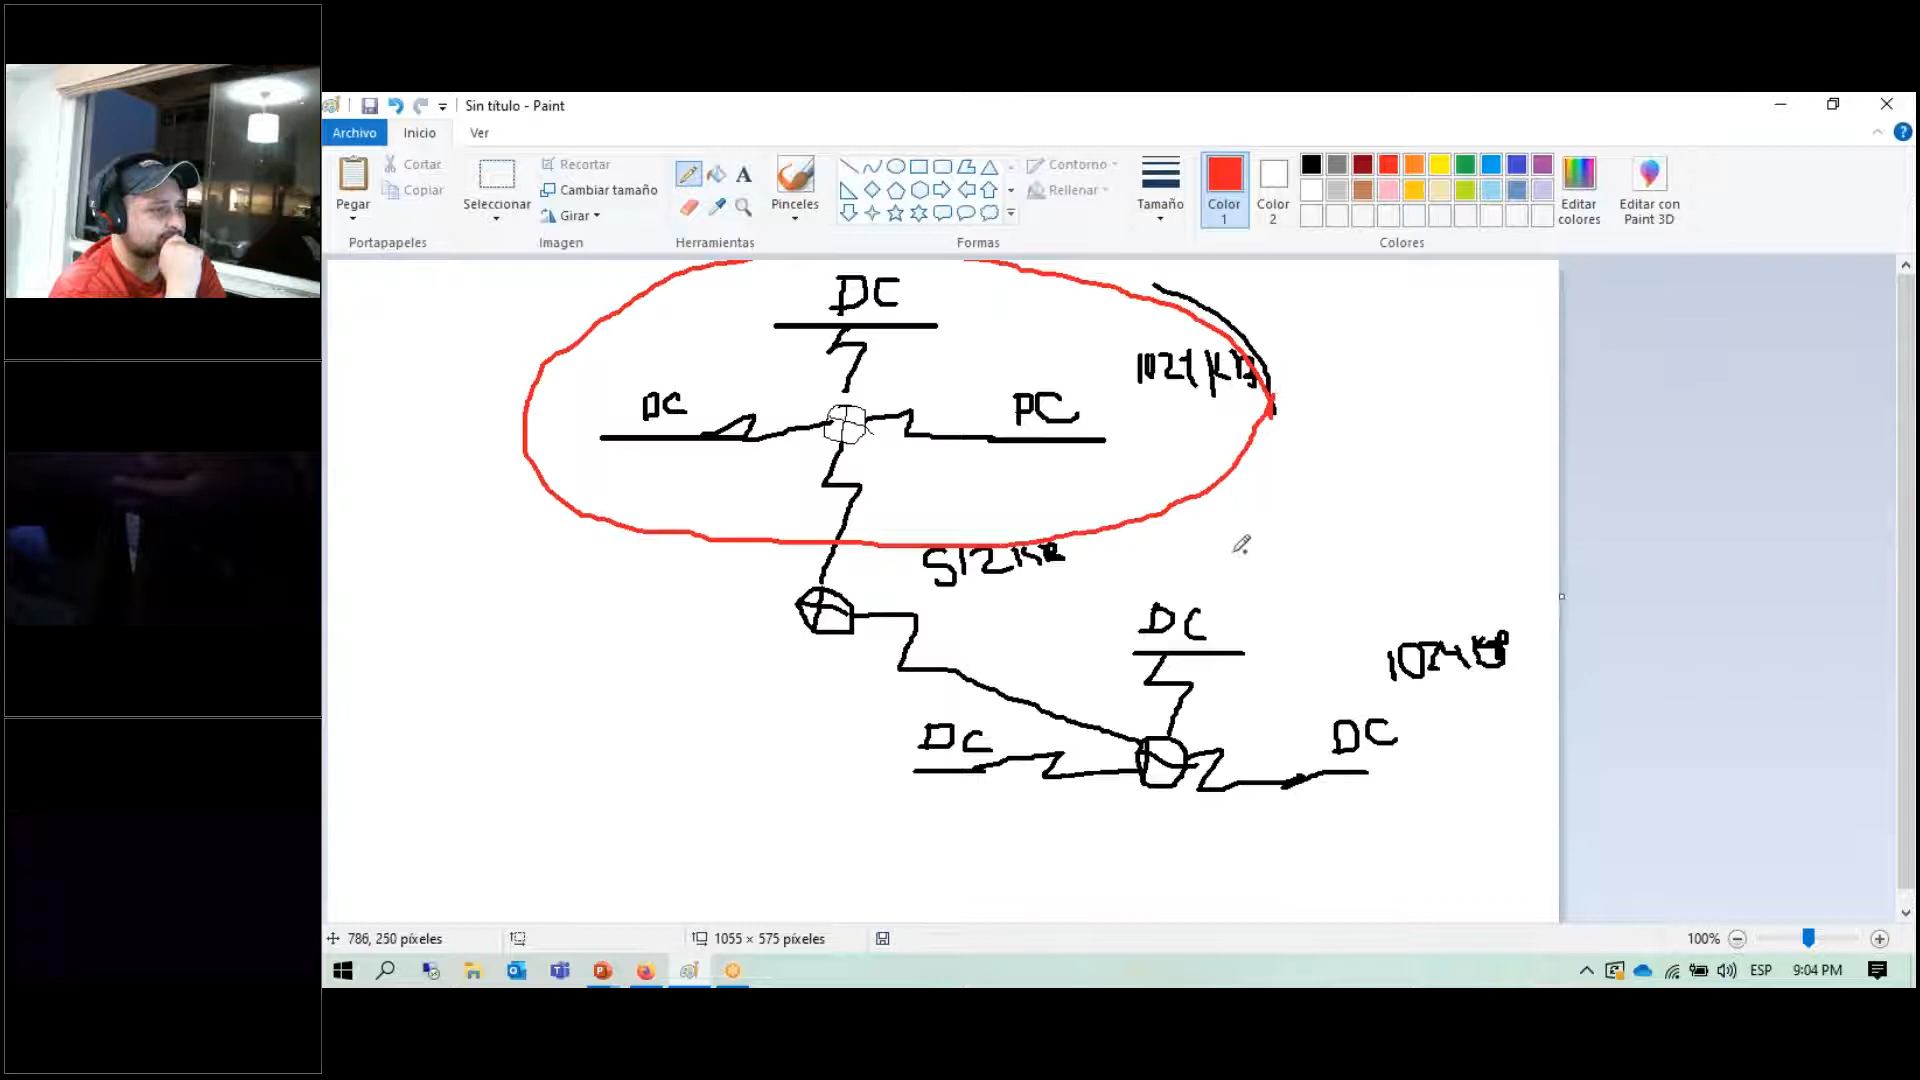 Sin título - Paint
Archivo Inicio Ver
Pegar
Cortar
Copiar
Portapapeles
Seleccionar
Recortar
Cambiar tamaño
Girar
Imagen
Herramientas
Pinceles
Contorno
Rellenar
Formas
Tamaño
Color 1
Color 2
Editar colores
Editar con Paint 3D
Colores
DC
1024 KB
DC
PC
512 KB
DC
1024 KB
DC
DC
786, 250 píxeles
1055 × 575 píxeles
100%
ESP
9:04 PM